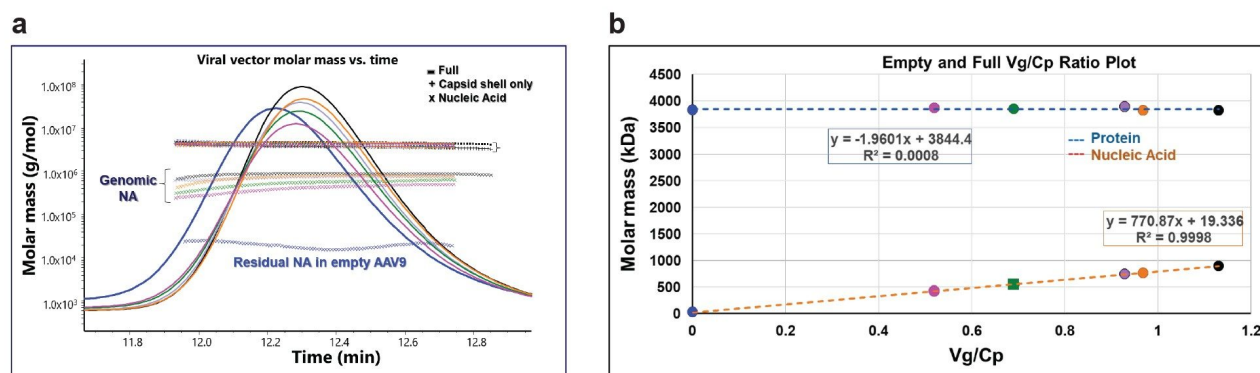 a
Viral vector molar mass vs. time
Full
+ Capsid shell only
x Nucleic Acid
Molar mass (g/mol)
1.0x10⁸
1.0x10⁷
1.0x10⁶
1.0x10⁵
1.0x10⁴
1.0x10³
Genomic
NA
Residual NA in empty AAV9
11.8
12.0
12.2
12.4
12.6
12.8
Time (min)
b
Empty and Full Vg/Cp Ratio Plot
Molar mass (kDa)
4500
4000
3500
3000
2500
2000
1500
1000
500
0
y = -1.9601x + 3844.4
R² = 0.0008
Protein
Nucleic Acid
y = 770.87x + 19.336
R² = 0.9998
0
0.2
0.4
0.6
0.8
1
1.2
Vg/Cp